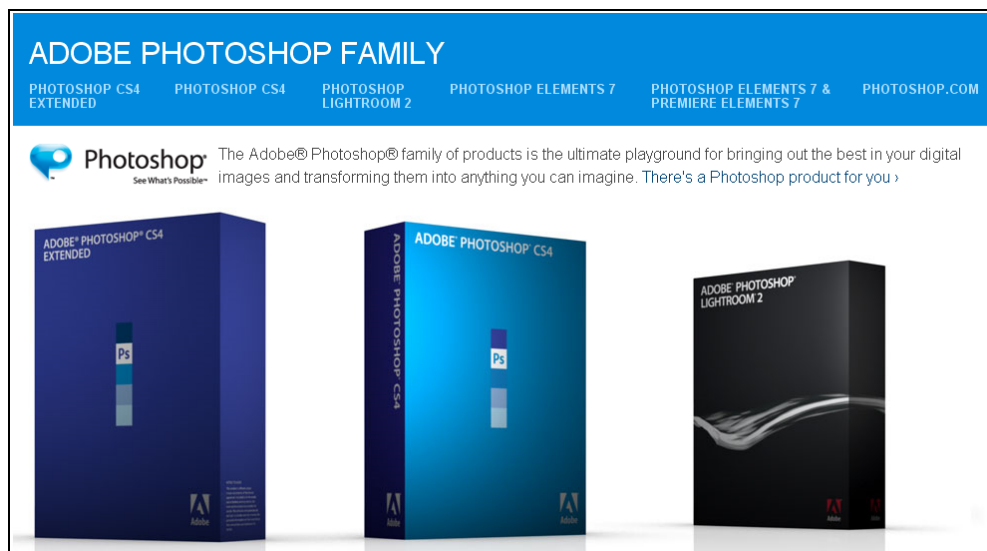 ADOBE PHOTOSHOP FAMILY
PHOTOSHOP CS4
EXTENDED
PHOTOSHOP CS4
PHOTOSHOP
LIGHTROOM 2
PHOTOSHOP ELEMENTS 7
PHOTOSHOP ELEMENTS 7 &
PREMIERE ELEMENTS 7
PHOTOSHOP.COM
Photoshop®
See What's Possible™
The Adobe® Photoshop® family of products is the ultimate playground for bringing out the best in your digital
images and transforming them into anything you can imagine. There's a Photoshop product for you ›
ADOBE® PHOTOSHOP® CS4
EXTENDED
Ps
Adobe
ADOBE® PHOTOSHOP® CS4
ADOBE® PHOTOSHOP® CS4
Ps
Adobe
Adobe
ADOBE® PHOTOSHOP®
LIGHTROOM® 2
Adobe
Adobe